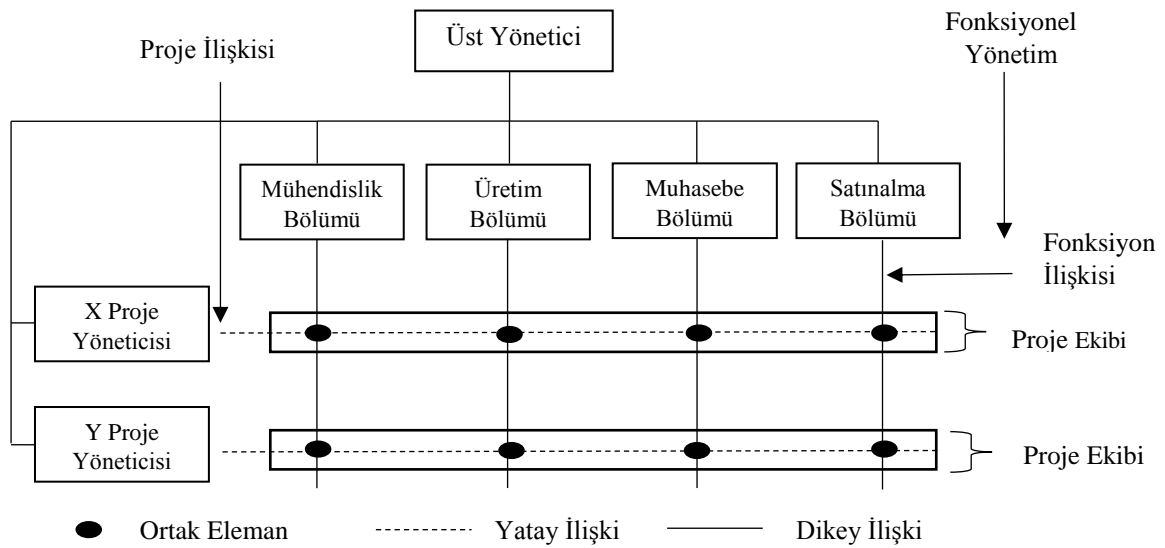 Üst Yönetici
Fonksiyonel
Yönetim
Proje İlişkisi
Mühendislik
Bölümü
Üretim
Bölümü
Muhasebe
Bölümü
Satınalma
Bölümü
Fonksiyon
İlişkisi
X Proje
Yöneticisi
Proje Ekibi
Y Proje
Yöneticisi
Proje Ekibi
Ortak Eleman
Yatay İlişki
Dikey İlişki